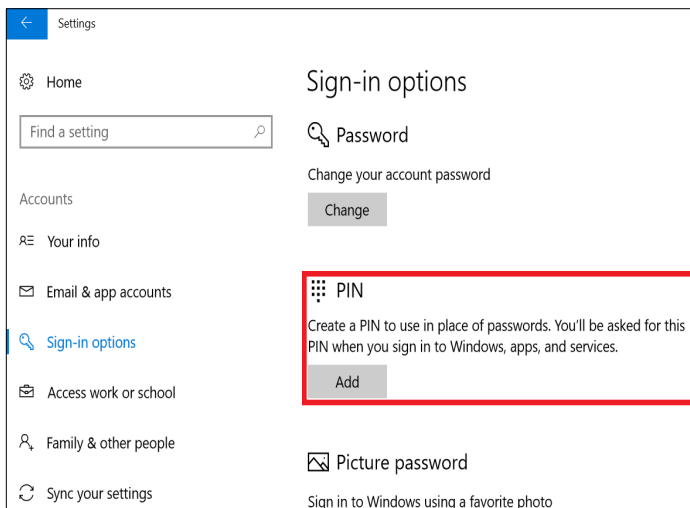 Settings
Home
Find a setting
Accounts
Your info
Email & app accounts
Sign-in options
Access work or school
Family & other people
Sync your settings
Sign-in options
Password
Change your account password
Change
PIN
Create a PIN to use in place of passwords. You'll be asked for this
PIN when you sign in to Windows, apps, and services.
Add
Picture password
Sign in to Windows using a favorite photo